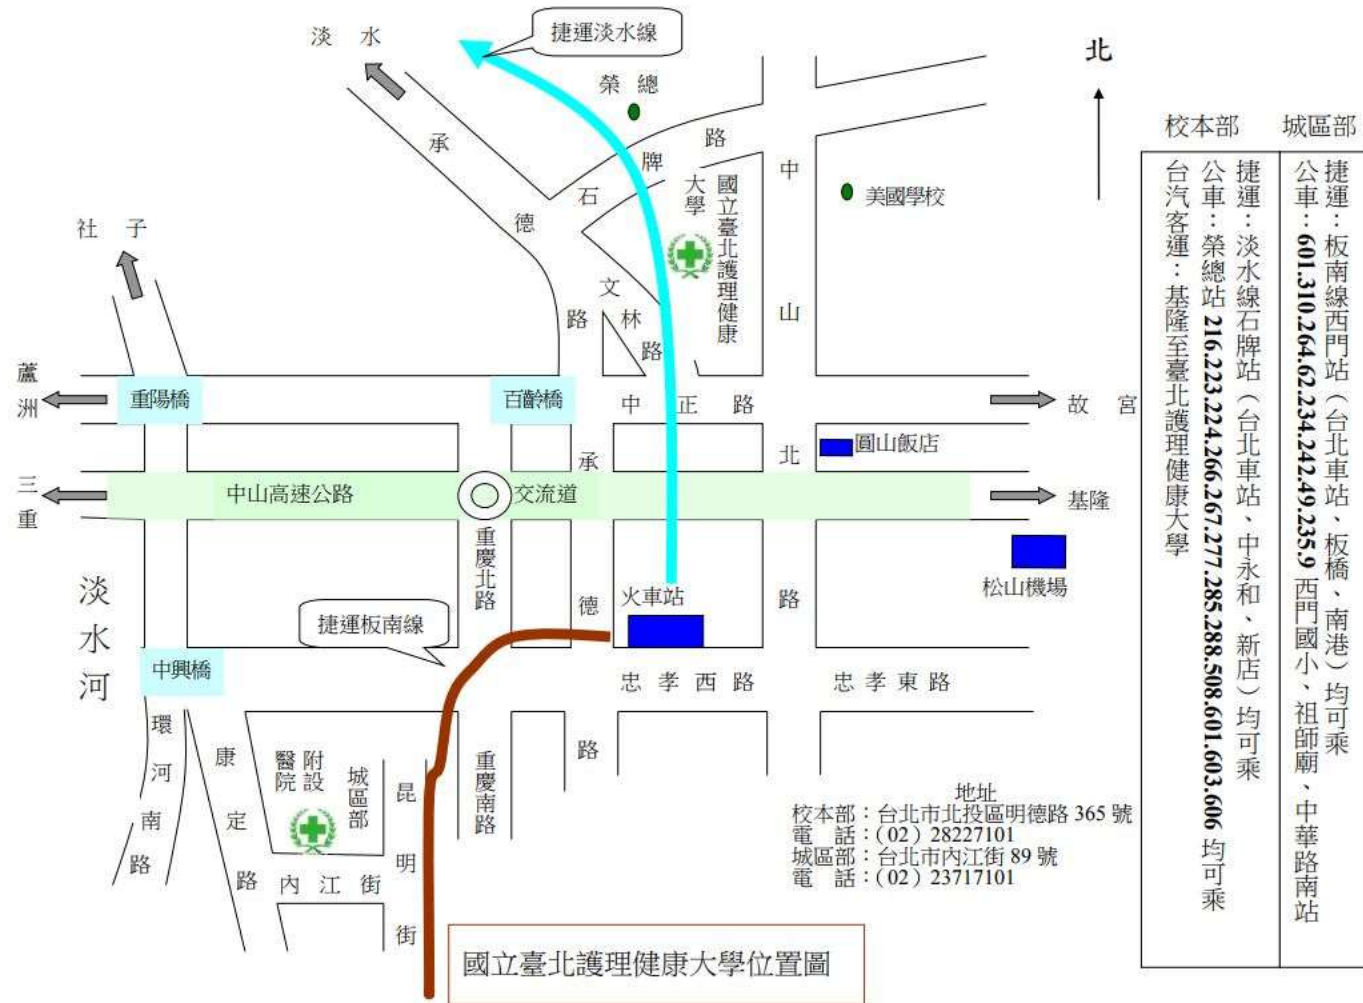 淡水
捷運淡水線
北
榮總
承德路
石牌路
中山北路
美國學校
國立臺北護理健康
大學
社子
文林路
蘆洲
重陽橋
百齡橋
中正路
故宮
圓山飯店
三重
中山高速公路
交流道
承德路
基隆
重慶北路
松山機場
淡水河
火車站
捷運板南線
中興橋
忠孝西路
忠孝東路
環河南路
康定路
附設
醫院
城區部
昆明街
重慶南路
內江街
地址
校本部：台北市北投區明德路 365 號
電 話：(02) 28227101
城區部：台北市內江街 89 號
電 話：(02) 23717101
國立臺北護理健康大學位置圖
城區部
捷運：板南線西門站（台北車站、板橋、南港）均可乘
公車：601.310.264.62.234.242.49.235.9 西門國小、祖師廟、中華路南站
校本部
捷運：淡水線石牌站（台北車站、中永和、新店）均可乘
公車：榮總站 216.223.224.266.267.277.285.288.508.601.603.606 均可乘
台汽客運：基隆至臺北護理健康大學